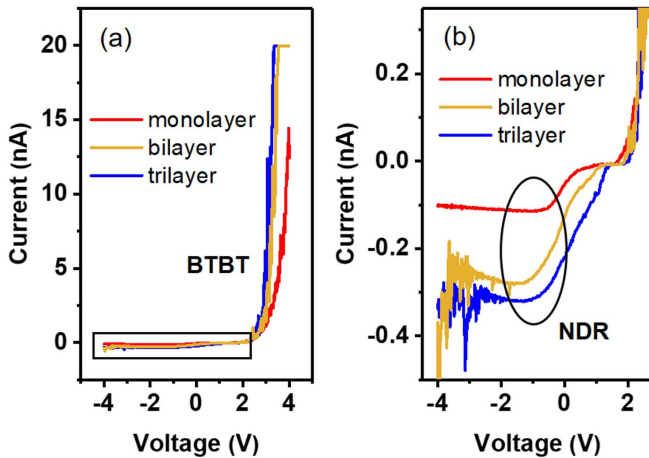 (a)
20
15
10
5
0
monolayer
bilayer
trilayer
BTBT
Current (nA)
-4 -2 0 2 4
Voltage (V)
(b)
0.2
0.0
-0.2
-0.4
monolayer
bilayer
trilayer
NDR
Current (nA)
-4 -2 0 2
Voltage (V)